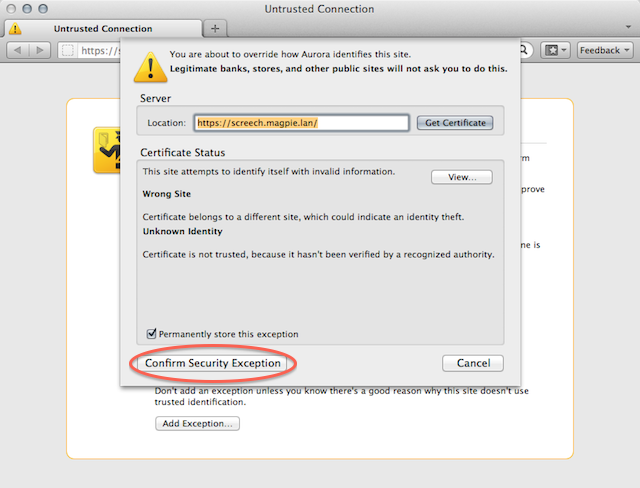 Untrusted Connection
Untrusted Connection
https://s
Feedback
You are about to override how Aurora identifies this site.
Legitimate banks, stores, and other public sites will not ask you to do this.
Server
Location: https://screech.magpie.lan/ Get Certificate
Certificate Status
This site attempts to identify itself with invalid information.
View...
Wrong Site
Certificate belongs to a different site, which could indicate an identity theft.
Unknown Identity
Certificate is not trusted, because it hasn't been verified by a recognized authority.
Permanently store this exception
Confirm Security Exception Cancel
rm
prove
ne is
Don't add an exception unless you know there's a good reason why this site doesn't use
trusted identification.
Add Exception...